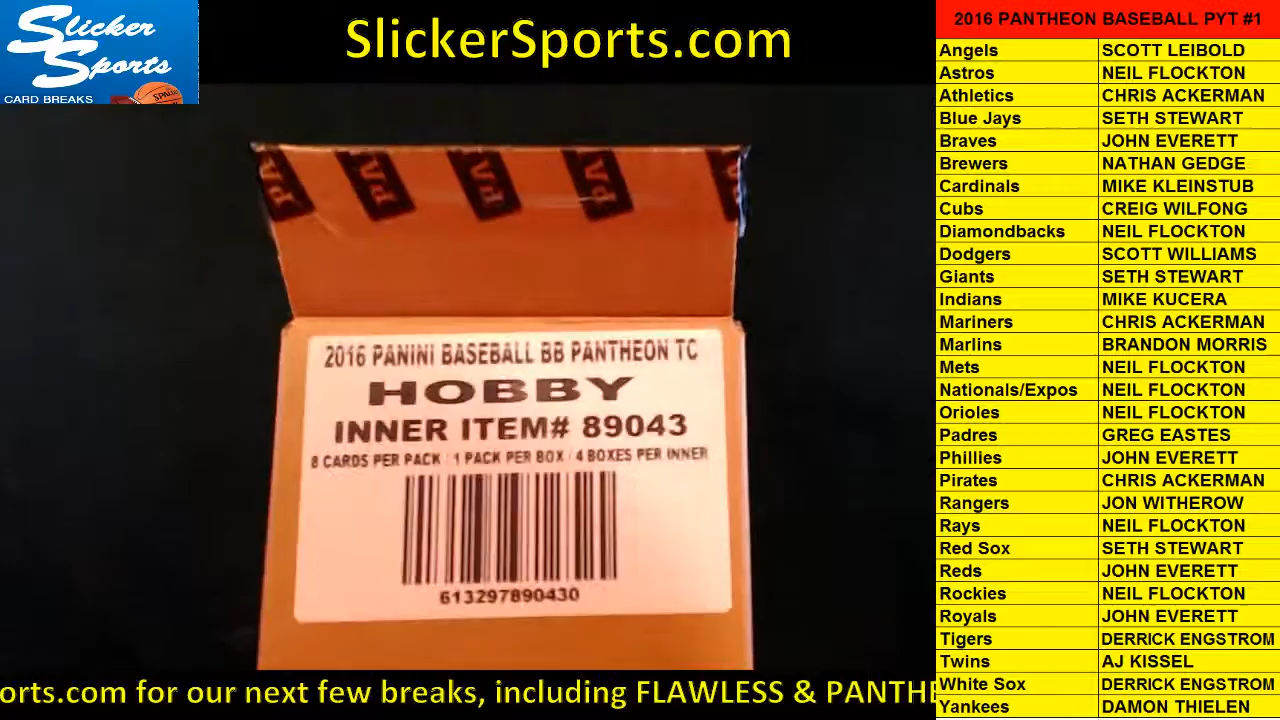 Slicker
Sports
CARD BREAKS
SPALDING
SlickerSports.com
PA PA PA PA PA
2016 PANINI BASEBALL BB PANTHEON TC
HOBBY
INNER ITEM# 89043
8 CARDS PER PACK / 1 PACK PER BOX / 4 BOXES PER INNER
613297890430
orts.com for our next few breaks, including FLAWLESS & PANTHE
2016 PANTHEON BASEBALL PYT #1
Angels SCOTT LEIBOLD
Astros NEIL FLOCKTON
Athletics CHRIS ACKERMAN
Blue Jays SETH STEWART
Braves JOHN EVERETT
Brewers NATHAN GEDGE
Cardinals MIKE KLEINSTUB
Cubs CREIG WILFONG
Diamondbacks NEIL FLOCKTON
Dodgers SCOTT WILLIAMS
Giants SETH STEWART
Indians MIKE KUCERA
Mariners CHRIS ACKERMAN
Marlins BRANDON MORRIS
Mets NEIL FLOCKTON
Nationals/Expos NEIL FLOCKTON
Orioles NEIL FLOCKTON
Padres GREG EASTES
Phillies JOHN EVERETT
Pirates CHRIS ACKERMAN
Rangers JON WITHEROW
Rays NEIL FLOCKTON
Red Sox SETH STEWART
Reds JOHN EVERETT
Rockies NEIL FLOCKTON
Royals JOHN EVERETT
Tigers DERRICK ENGSTROM
Twins AJ KISSEL
White Sox DERRICK ENGSTROM
Yankees DAMON THIELEN